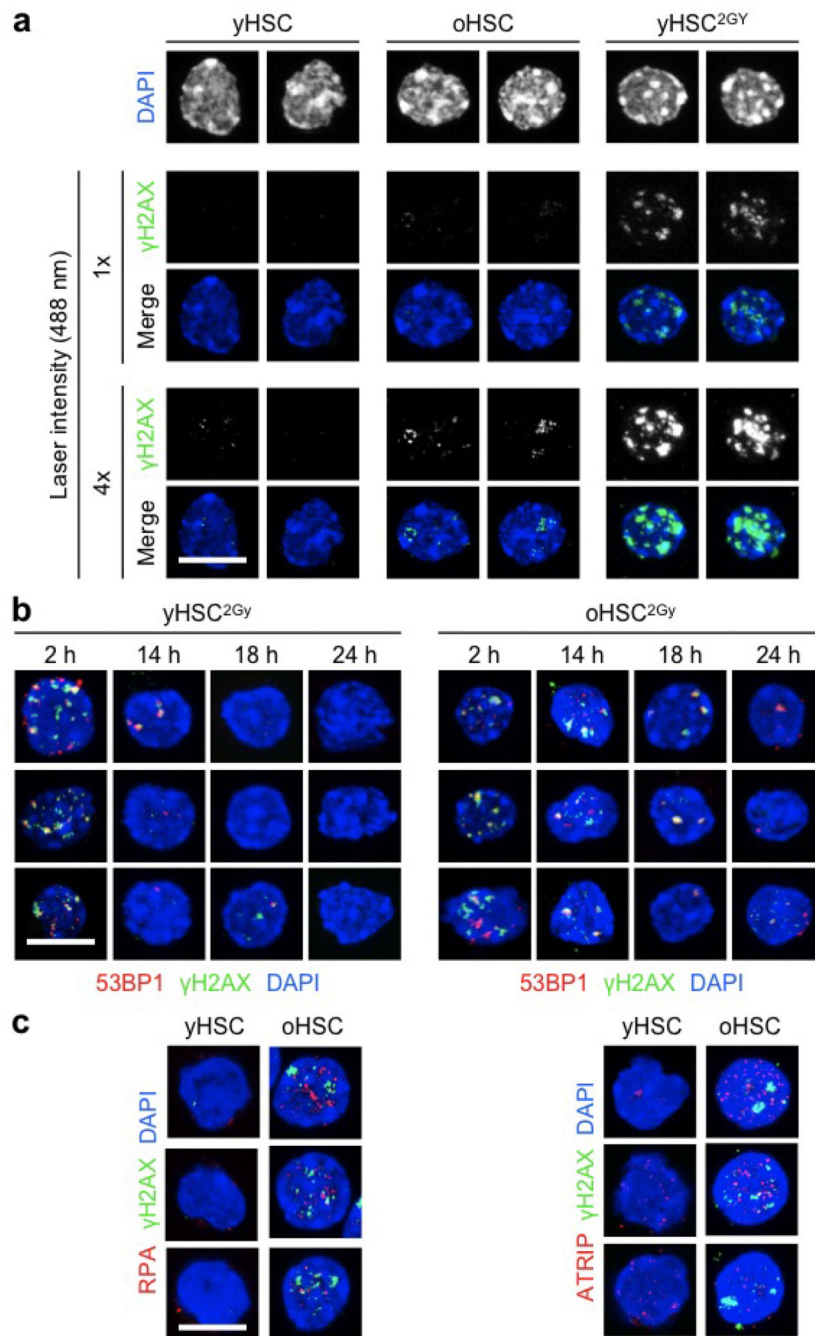 a
yHSC oHSC yHSC2GY
DAPI
Laser intensity (488 nm)
1x
γH2AX
Merge
4x
γH2AX
Merge
b
yHSC2Gy oHSC2Gy
2 h 14 h 18 h 24 h 2 h 14 h 18 h 24 h
53BP1 γH2AX DAPI 53BP1 γH2AX DAPI
c
yHSC oHSC yHSC oHSC
RPA γH2AX DAPI
ATRIP γH2AX DAPI